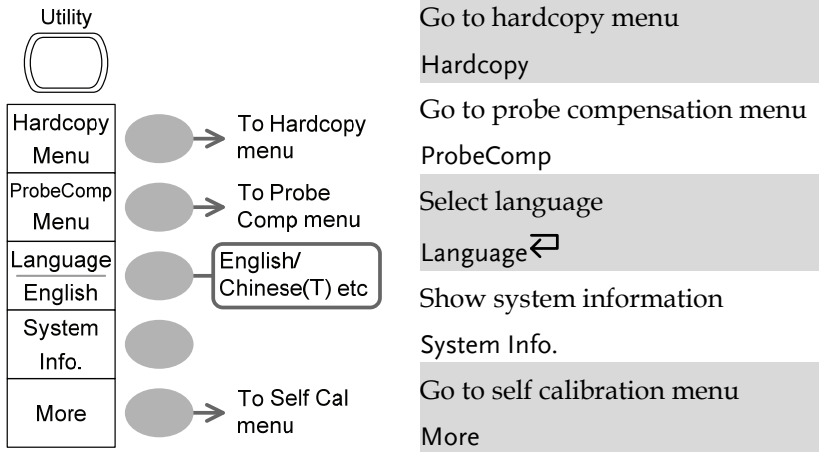 Utility
Hardcopy
Menu
To Hardcopy
menu
ProbeComp
Menu
To Probe
Comp menu
Language
English
English/
Chinese(T) etc
System
Info.
More
To Self Cal
menu
Go to hardcopy menu
Hardcopy
Go to probe compensation menu
ProbeComp
Select language
Language
Show system information
System Info.
Go to self calibration menu
More